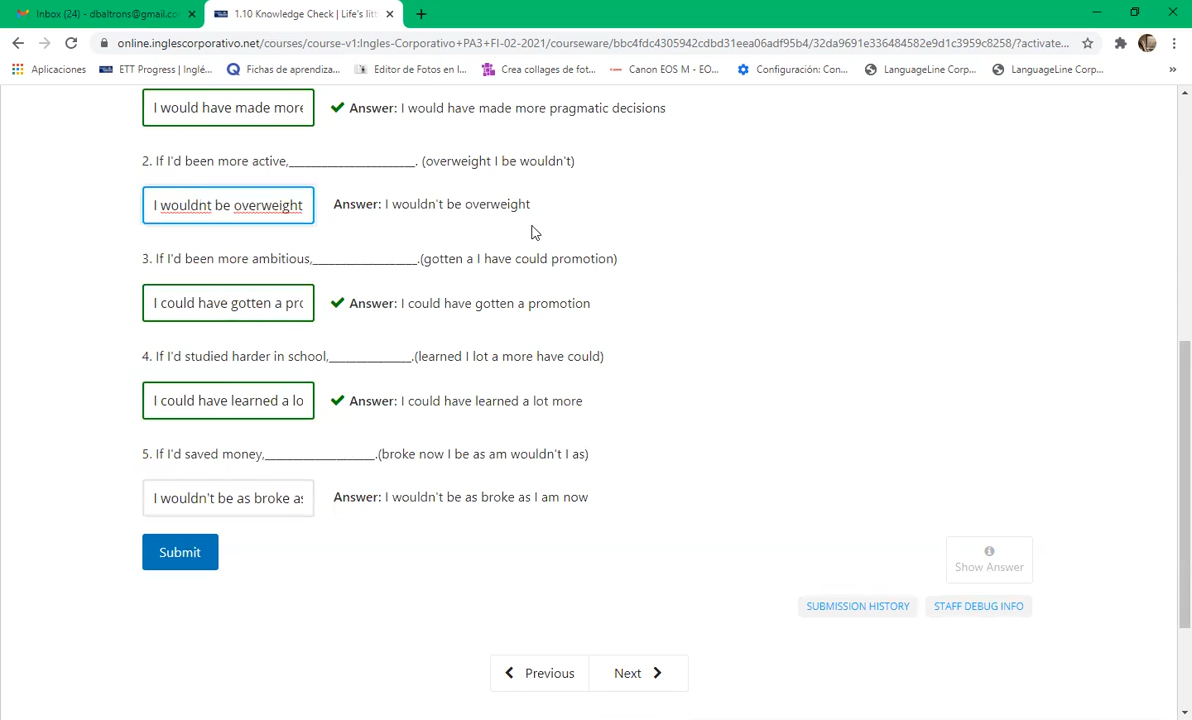 Inbox (24) - dbaltrons@gmail.co
1.10 Knowledge Check | Life's litt
online.inglescorporativo.net/courses/course-v1:Ingles-Corporativo+PA3+FI-02-2021/courseware/bbc4fdc4305942cdbd31eea06adf95b4/32da9691e336484582e9d1c3959c8258/?activate...
Aplicaciones
ETT Progress | Inglé...
Fichas de aprendiza...
Editor de Fotos en l...
Crea collages de fot...
Canon EOS M - EO...
Configuración: Con...
LanguageLine Corp...
LanguageLine Corp...
»
I would have made more
Answer: I would have made more pragmatic decisions
2. If I'd been more active,______________________. (overweight I be wouldn't)
I wouldnt be overweight
Answer: I wouldn't be overweight
3. If I'd been more ambitious,__________________.(gotten a I have could promotion)
I could have gotten a pro
Answer: I could have gotten a promotion
4. If I'd studied harder in school,______________.(learned I lot a more have could)
I could have learned a lo
Answer: I could have learned a lot more
5. If I'd saved money,___________________.(broke now I be as am wouldn't I as)
I wouldn't be as broke as
Answer: I wouldn't be as broke as I am now
Submit
Show Answer
SUBMISSION HISTORY
STAFF DEBUG INFO
Previous
Next